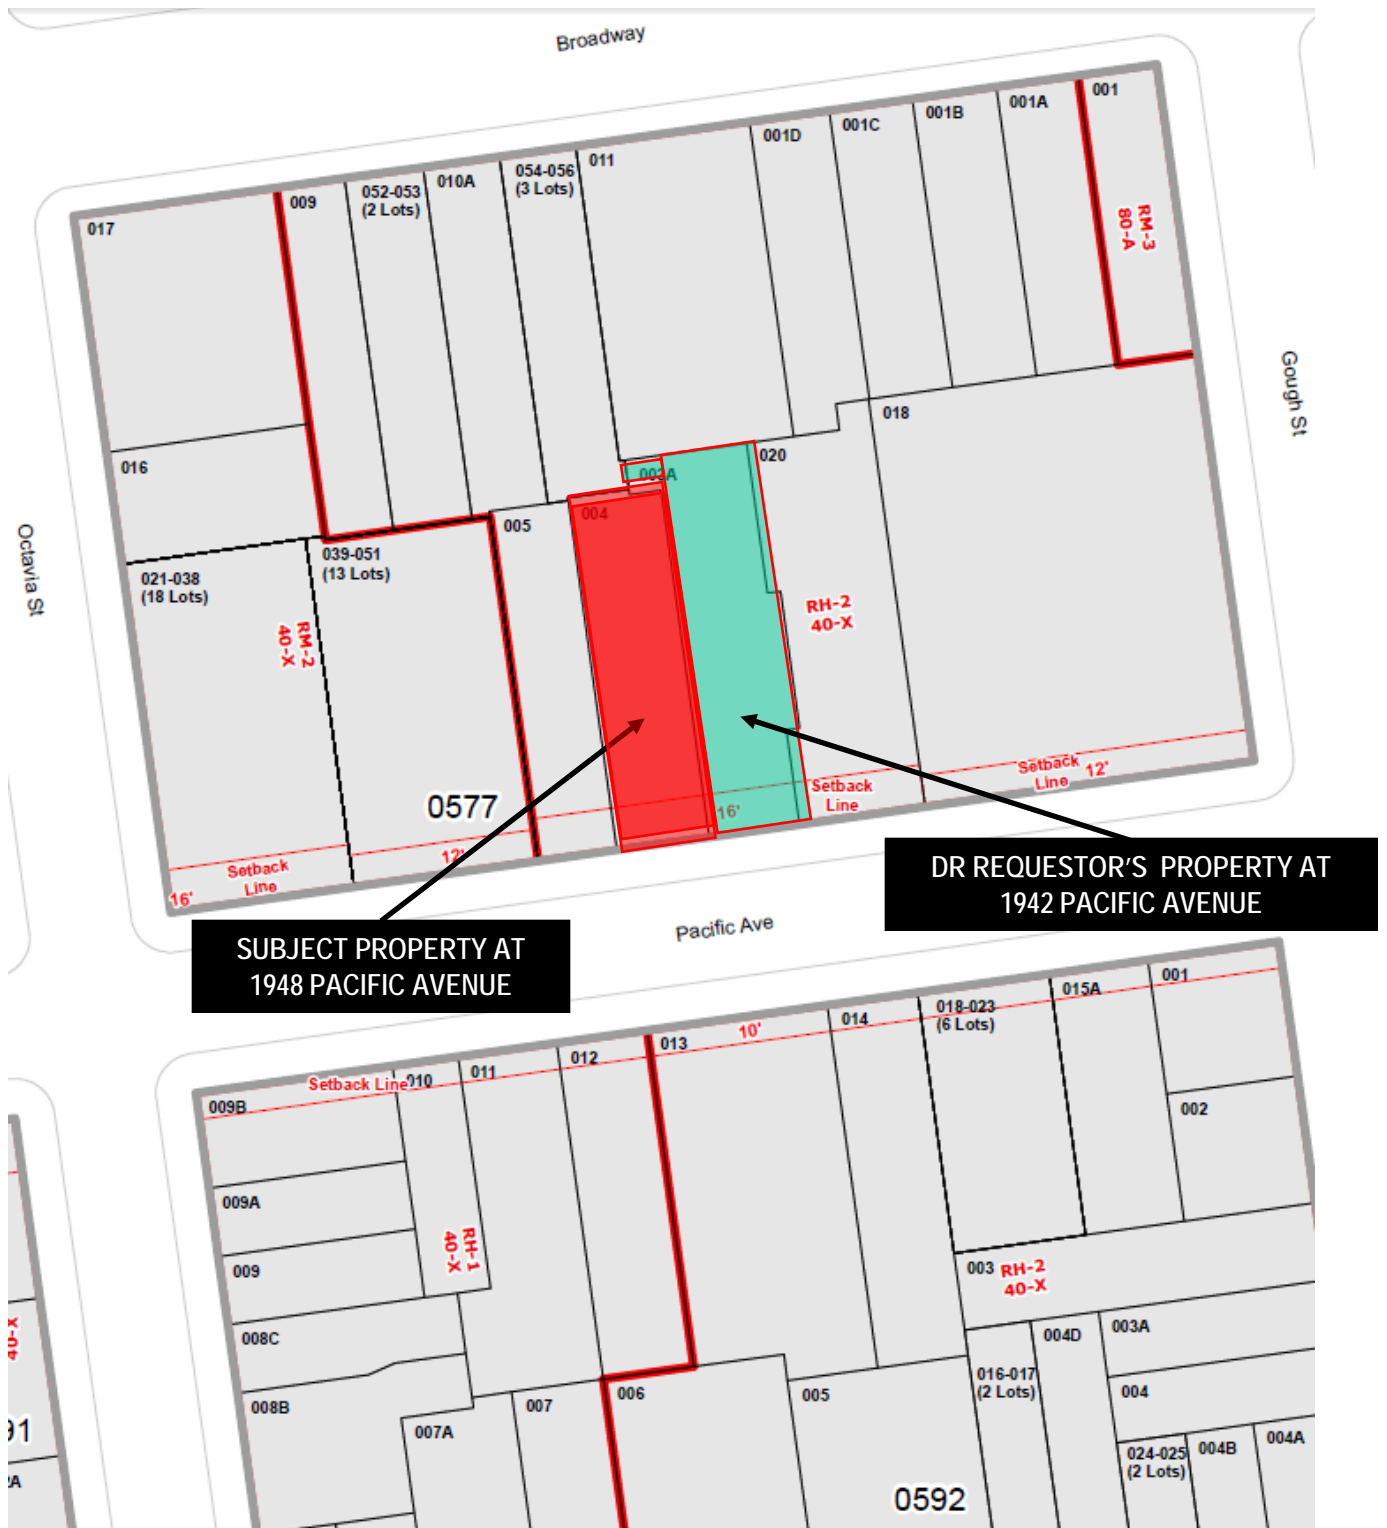 Broadway
001
001A
001B
001C
001D
011
054-056
(3 Lots)
010A
052-053
(2 Lots)
009
017
RM-3
80-A
Gough St
018
020
003A
016
004
005
Octavia St
039-051
(13 Lots)
021-038
(18 Lots)
RH-2
40-X
RM-2
40-X
Setback
Line
12'
Setback
Line
16'
0577
12'
Setback
Line
16'
DR REQUESTOR'S PROPERTY AT
1942 PACIFIC AVENUE
Pacific Ave
SUBJECT PROPERTY AT
1948 PACIFIC AVENUE
001
015A
018-023
(6 Lots)
014
10'
013
012
011
010
Setback Line
009B
002
009A
RH-1
40-X
009
003
RH-2
40-X
008C
004D
003A
40-X
016-017
(2 Lots)
004
006
005
008B
007
007A
91
004A
004B
024-025
(2 Lots)
0592